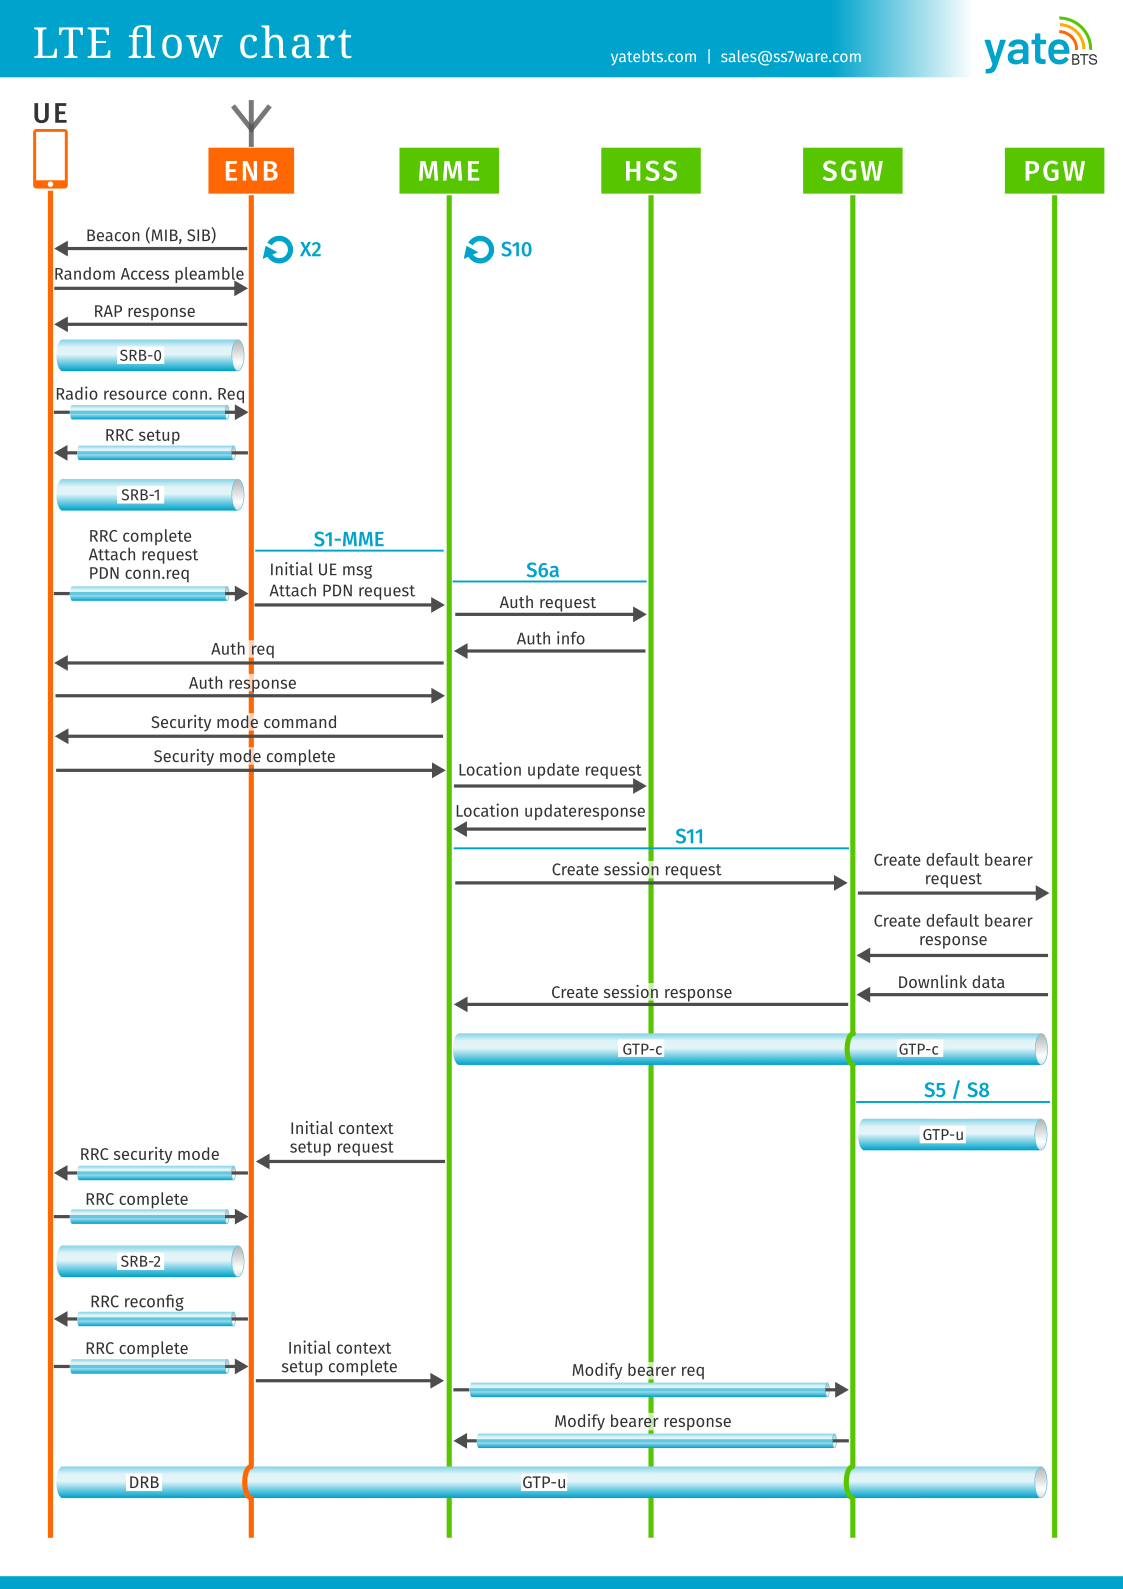 LTE flow chart
yatebts.com | sales@ss7ware.com
yate BTS
UE
ENB
MME
HSS
SGW
PGW
Beacon (MIB, SIB)
X2
S10
Random Access pleamble
RAP response
SRB-0
Radio resource conn. Req
RRC setup
SRB-1
RRC complete
Attach request
PDN conn.req
S1-MME
Initial UE msg
Attach PDN request
S6a
Auth request
Auth info
Auth req
Auth response
Security mode command
Security mode complete
Location update request
Location updateresponse
S11
Create session request
Create default bearer
request
Create default bearer
response
Downlink data
Create session response
GTP-c
GTP-c
S5 / S8
GTP-u
Initial context
setup request
RRC security mode
RRC complete
SRB-2
RRC reconfig
RRC complete
Initial context
setup complete
Modify bearer req
Modify bearer response
DRB
GTP-u